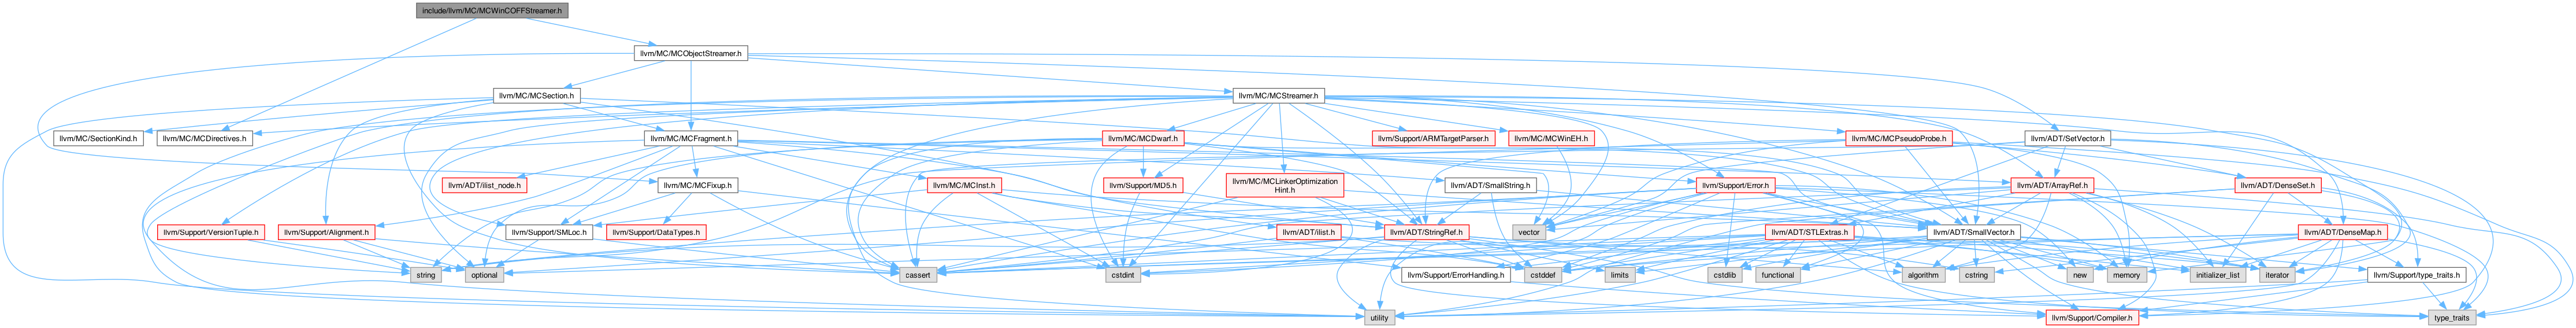 include/llvm/MC/MCWinCOFFStreamer.h
llvm/MC/MCObjectStreamer.h
llvm/MC/MCSection.h
llvm/MC/MCStreamer.h
llvm/MC/SectionKind.h
llvm/MC/MCDirectives.h
llvm/MC/MCFragment.h
llvm/MC/MCDwarf.h
llvm/Support/ARMTargetParser.h
llvm/MC/MCWinEH.h
llvm/MC/MCPseudoProbe.h
llvm/ADT/SetVector.h
llvm/ADT/ilist_node.h
llvm/MC/MCFixup.h
llvm/MC/MCInst.h
llvm/ADT/SmallString.h
llvm/Support/MD5.h
llvm/MC/MCLinkerOptimization
Hint.h
llvm/Support/Error.h
llvm/ADT/ArrayRef.h
llvm/ADT/DenseSet.h
llvm/Support/VersionTuple.h
llvm/Support/Alignment.h
llvm/Support/SMLoc.h
llvm/Support/DataTypes.h
llvm/ADT/ilist.h
llvm/ADT/StringRef.h
vector
llvm/ADT/STLExtras.h
llvm/ADT/SmallVector.h
llvm/ADT/DenseMap.h
string
optional
cassert
cstdint
llvm/Support/ErrorHandling.h
cstddef
limits
cstdlib
functional
algorithm
cstring
new
memory
initializer_list
iterator
llvm/Support/type_traits.h
utility
llvm/Support/Compiler.h
type_traits